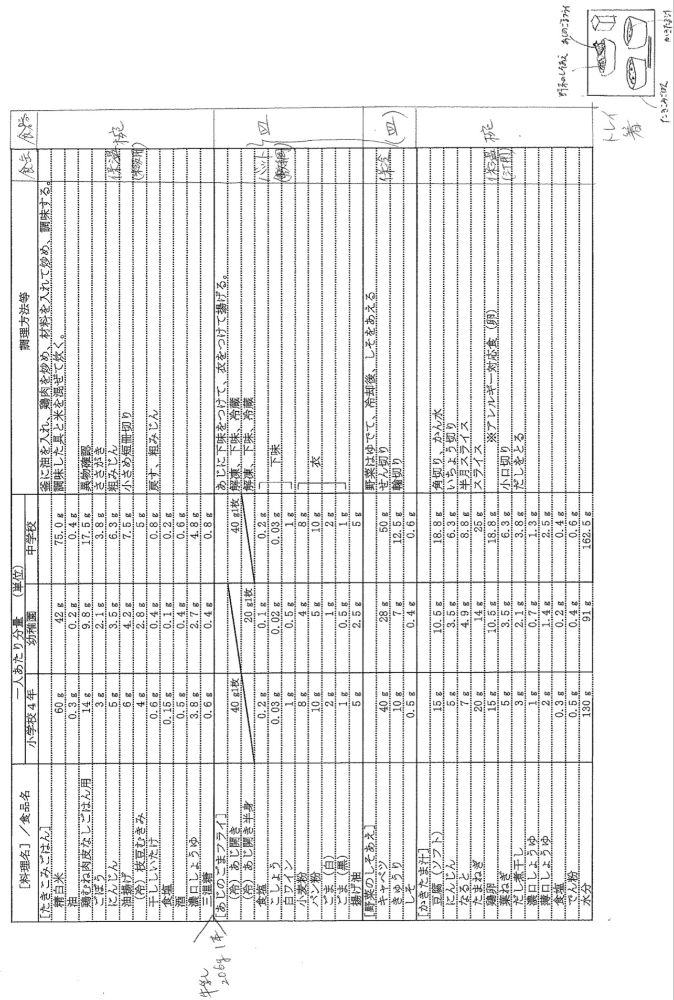 [料理名]／食品名 一人あたり分量 （単位） 調理方法等 食缶 食器
小学校４年 幼稚園 中学校
[たきこみごはん] 釜に油を入れ、鶏肉を炒め、材料を入れて炒め、調味する。
精白米 60 g 42 g 75.0 g 調味した具と米を混ぜて炊く。
油 0.3 g 0.2 g 0.4 g
鶏むね肉皮なしごはん用 14 g 9.8 g 17.5 g 異物確認
ごぼう 3 g 2.1 g 3.8 g ささがき
にんじん 5 g 3.5 g 6.3 g 粗みじん 保温 椀
油揚げ 6 g 4.2 g 7.5 g 小さめ短冊切り
（冷）枝豆むきみ 4 g 2.8 g 5 g (米飯用)
干ししいたけ 0.6 g 0.4 g 0.8 g 戻す、粗みじん
食塩 0.15 g 0.1 g 0.2 g
酒 0.5 g 0.4 g 0.6 g
濃口しょうゆ 3.8 g 2.7 g 4.8 g
三温糖 0.6 g 0.4 g 0.8 g
牛乳 206g 1本
[あじのごまフライ] あじに下味をつけて、衣をつけて揚げる。
（冷）あじ開き 40 g1枚 40 g1枚 解凍、下味、冷蔵
（冷）あじ開き半身 20 g1枚 解凍、下味、冷蔵
食塩 0.2 g 0.1 g 0.2 g バット 皿
こしょう 0.03 g 0.02 g 0.03 g 下味
白ワイン 1 g 0.5 g 1 g
小麦粉 8 g 4 g 8 g
パン粉 10 g 5 g 10 g 衣
ごま（白） 2 g 1 g 2 g
ごま（黒） 1 g 0.5 g 1 g
揚げ油 5 g 2.5 g 5 g
[野菜のしそあえ] 野菜はゆでて、冷却後、しそをあえる
キャベツ 40 g 28 g 50 g せん切り 保冷 (皿)
きゅうり 10 g 7 g 12.5 g 輪切り
しそ 0.5 g 0.4 g 0.6 g
[かきたま汁]
豆腐（ソフト） 15 g 10.5 g 18.8 g 角切り、かん水
にんじん 5 g 3.5 g 6.3 g いちょう切り
なると 7 g 4.9 g 8.8 g 半月スライス
たまねぎ 20 g 14 g 25 g スライス
鶏卵 15 g 10.5 g 18.8 g ※アレルギー対応食（卵） 保温 椀
葉ねぎ 5 g 3.5 g 6.3 g 小口切り (汁用)
だし煮干し 3 g 2.1 g 3.8 g だしをとる
濃口しょうゆ 1 g 0.7 g 1.3 g
薄口しょうゆ 2 g 1.4 g 2.5 g
食塩 0.3 g 0.2 g 0.4 g
でん粉 0.5 g 0.4 g 0.6 g
水分 130 g 91 g 162.5 g
トレイ
箸
野菜のしそあえ あじのごまフライ
たきこみごはん かきたま汁